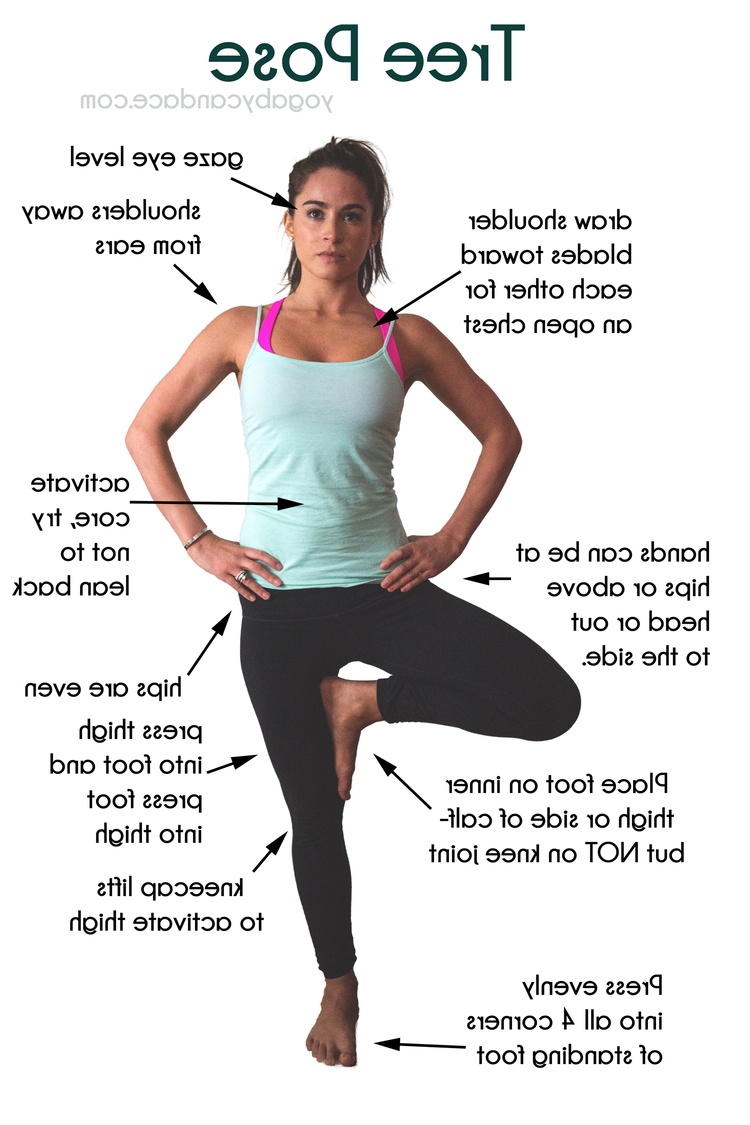 Tree Pose
yogabycandace.com
gaze eye level
shoulders away
from ears
draw shoulder
blades toward
each other for
an open chest
activate
core, try
not to
lean back
hands can be at
hips or above
head or out
to the side.
hips are even
press thigh
into foot and
press foot
into thigh
Place foot on inner
thigh or side of calf-
but NOT on knee joint
kneecap lifts
to activate thigh
Press evenly
into all 4 corners
of standing foot